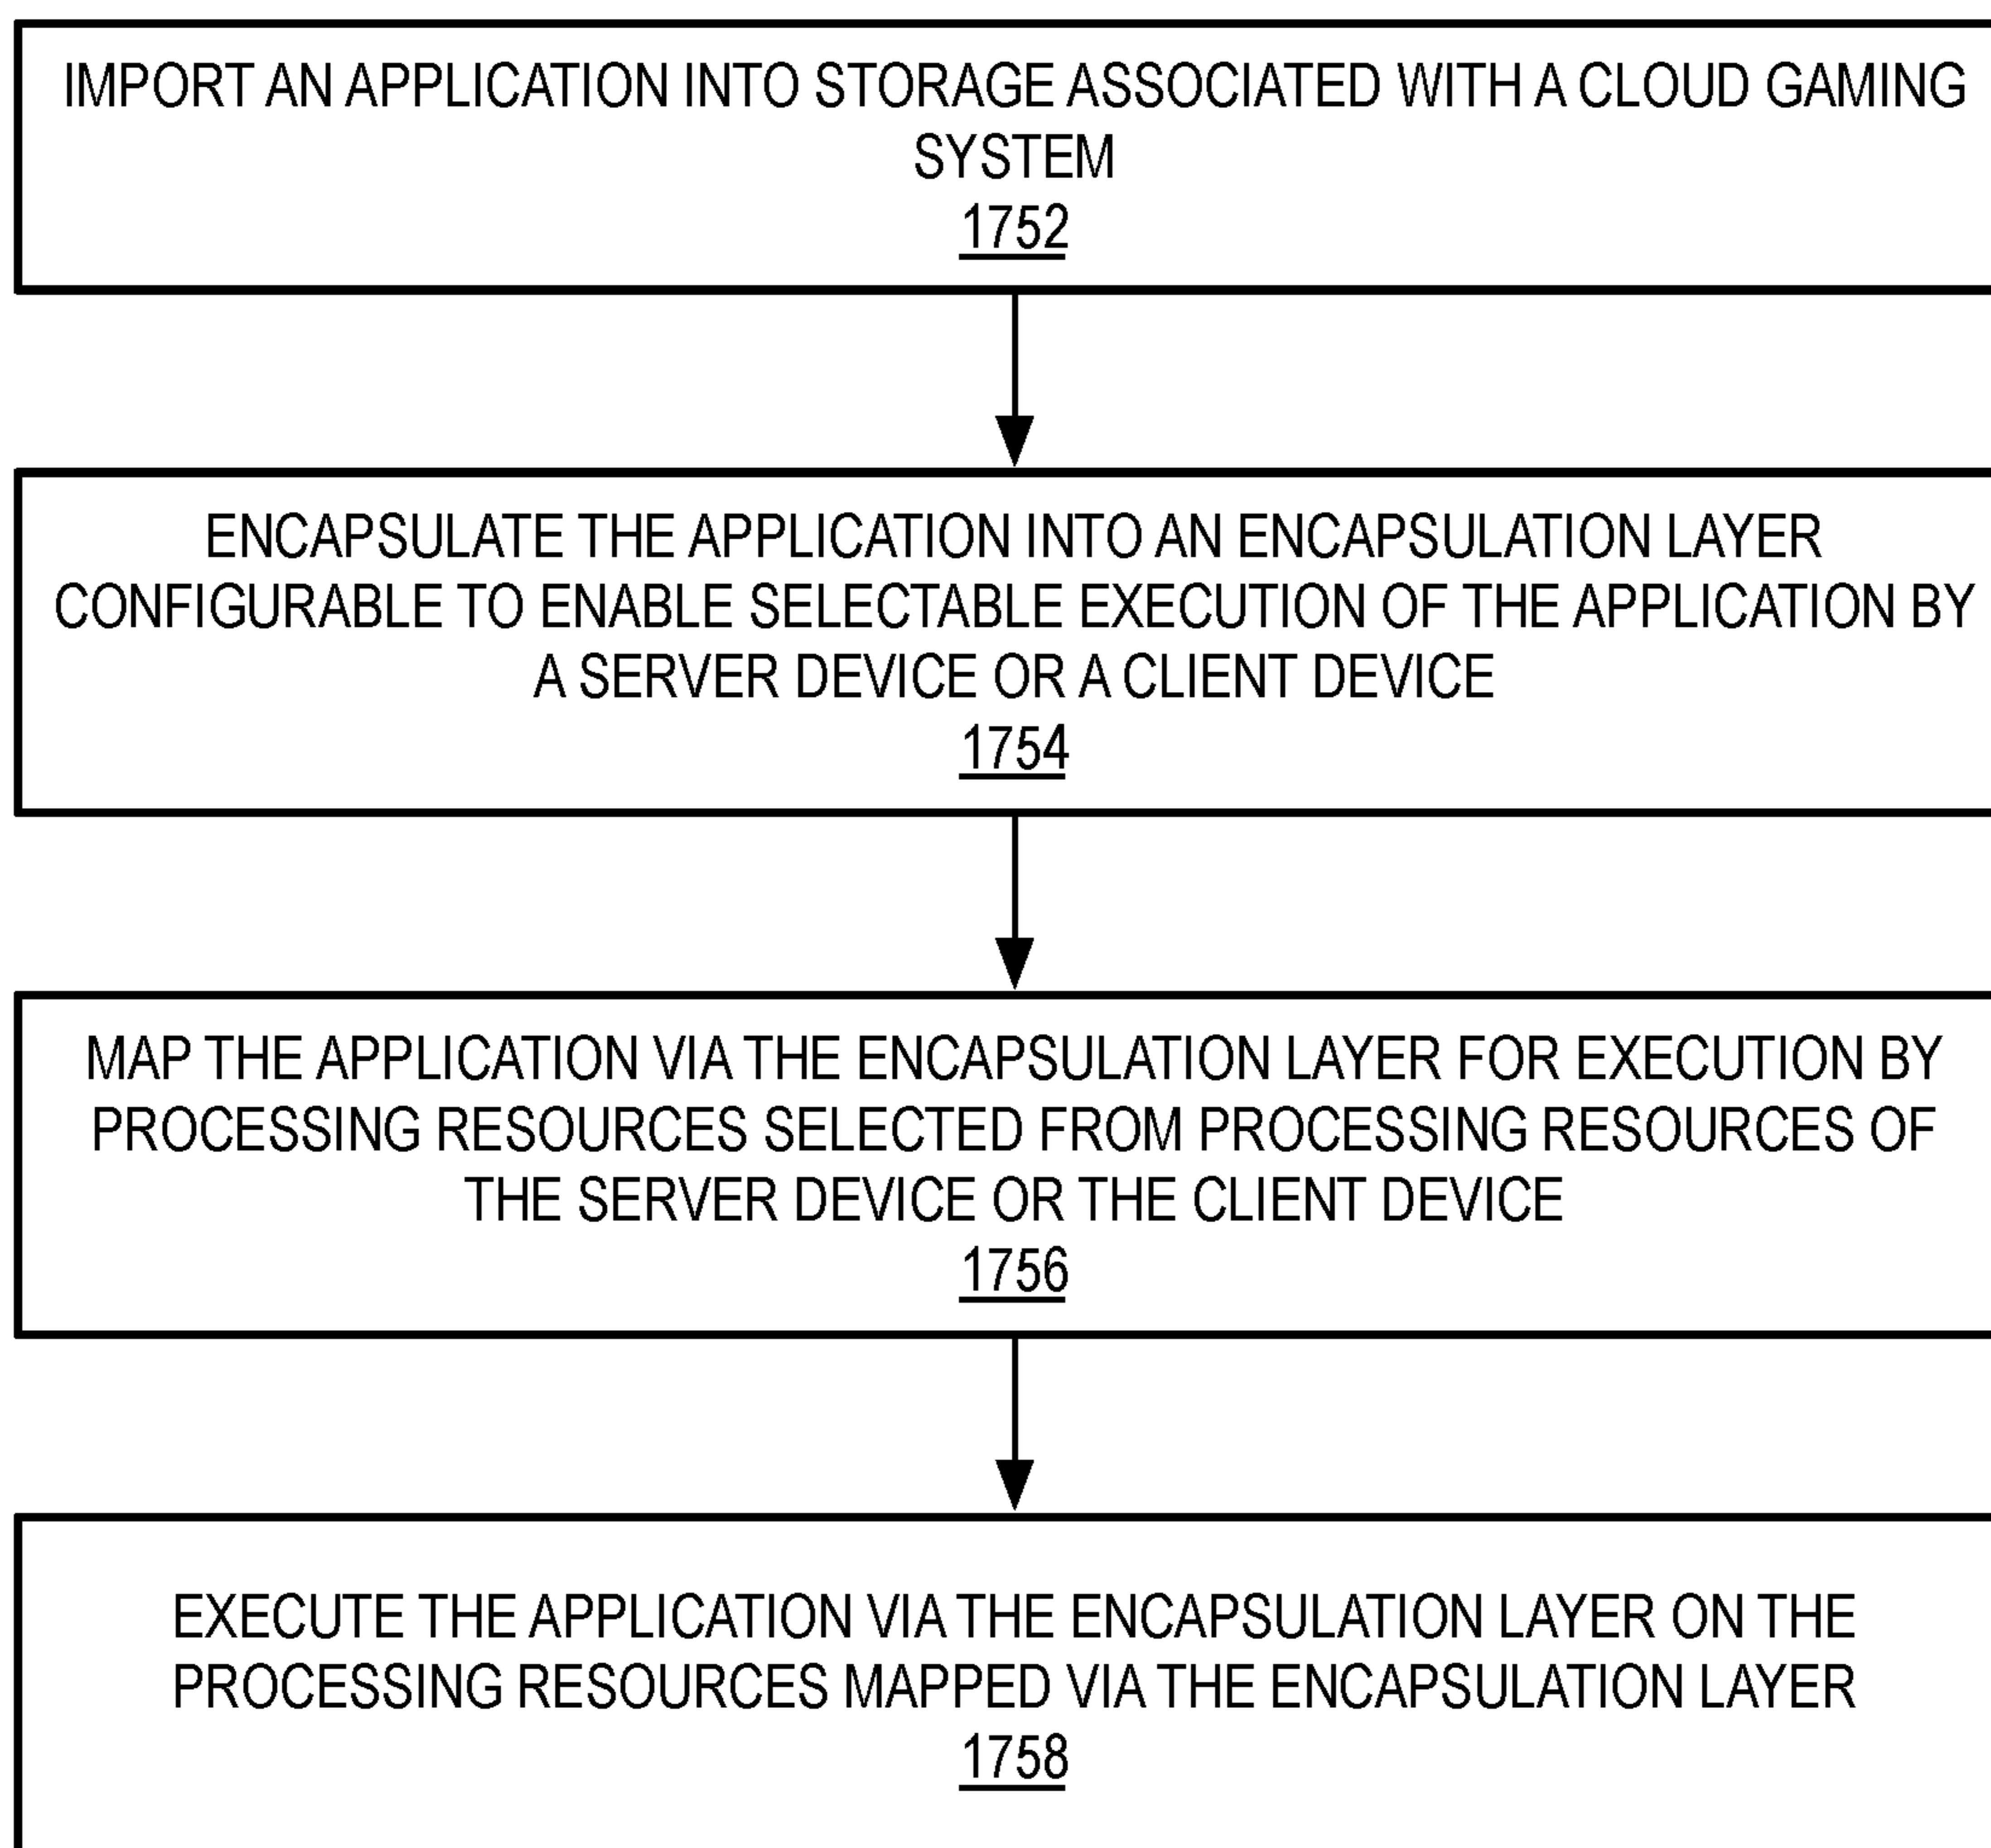 IMPORT AN APPLICATION INTO STORAGE ASSOCIATED WITH A CLOUD GAMING
SYSTEM
1752
ENCAPSULATE THE APPLICATION INTO AN ENCAPSULATION LAYER
CONFIGURABLE TO ENABLE SELECTABLE EXECUTION OF THE APPLICATION BY
A SERVER DEVICE OR A CLIENT DEVICE
1754
MAP THE APPLICATION VIA THE ENCAPSULATION LAYER FOR EXECUTION BY
PROCESSING RESOURCES SELECTED FROM PROCESSING RESOURCES OF
THE SERVER DEVICE OR THE CLIENT DEVICE
1756
EXECUTE THE APPLICATION VIA THE ENCAPSULATION LAYER ON THE
PROCESSING RESOURCES MAPPED VIA THE ENCAPSULATION LAYER
1758